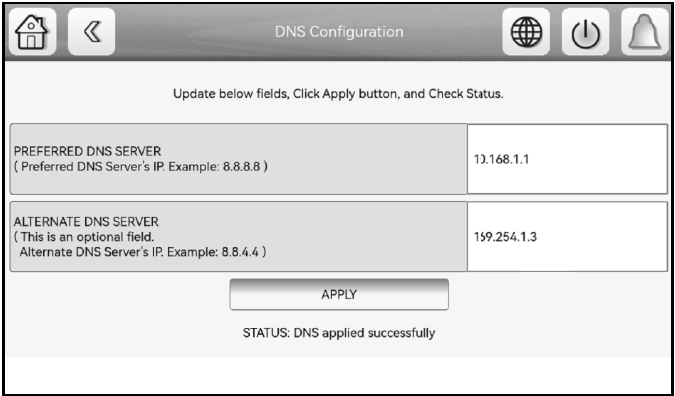 DNS Configuration
Update below fields, Click Apply button, and Check Status.
PREFERRED DNS SERVER
( Preferred DNS Server's IP. Example: 8.8.8.8 )
10.168.1.1
ALTERNATE DNS SERVER
( This is an optional field.
Alternate DNS Server's IP. Example: 8.8.4.4 )
169.254.1.3
APPLY
STATUS: DNS applied successfully